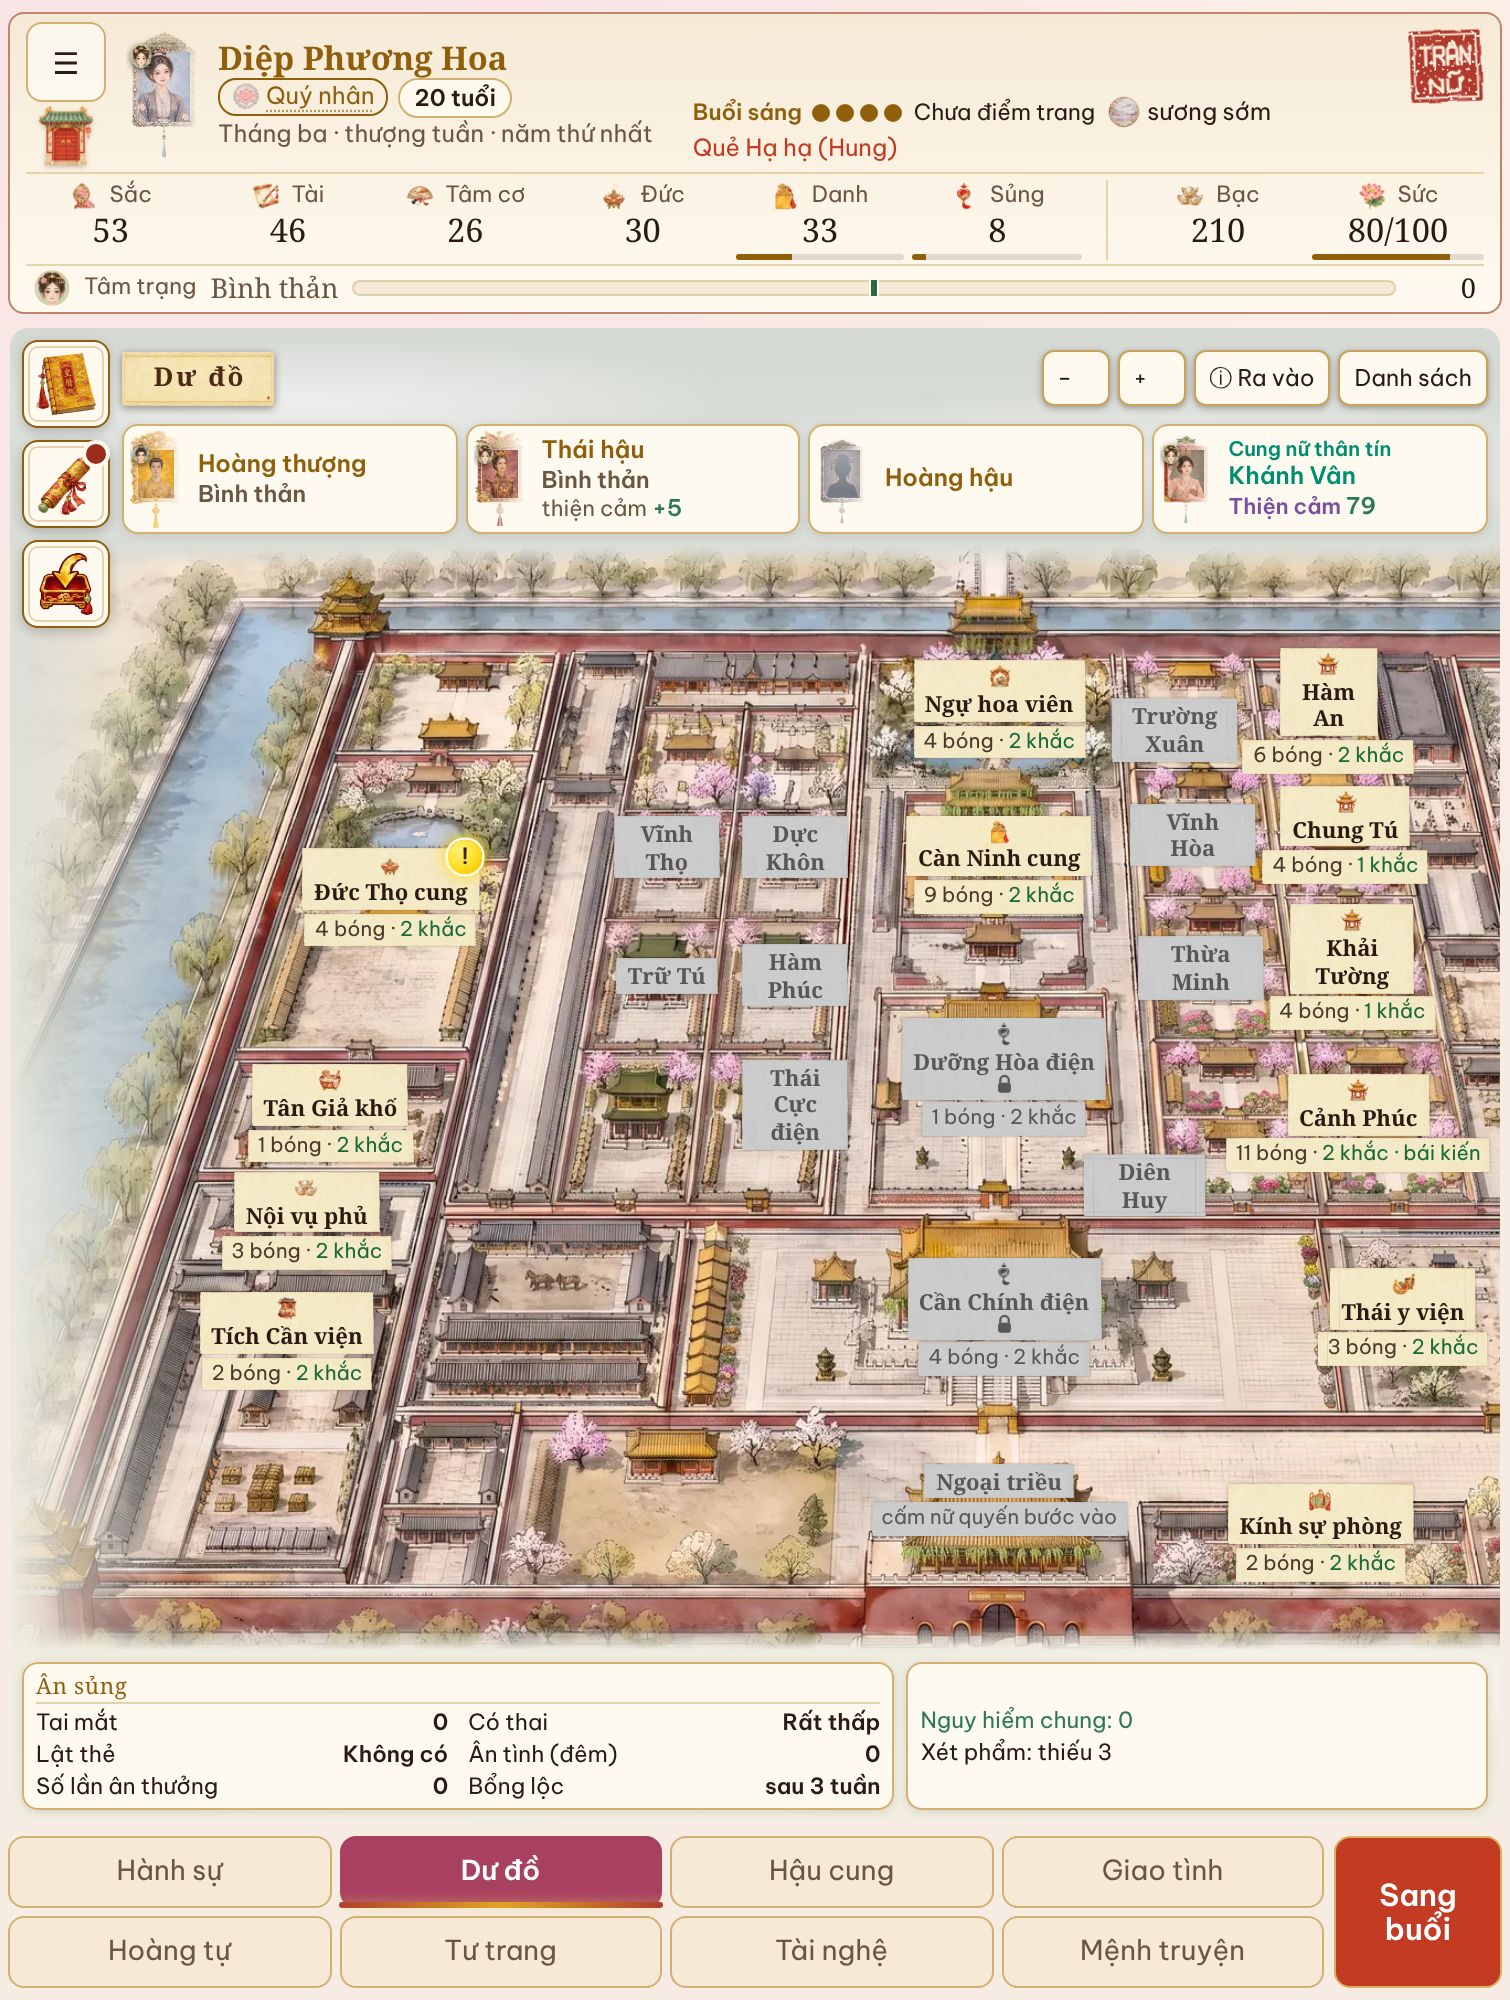 ☰
Diệp Phương Hoa
Quý nhân
20 tuổi
Tháng ba · thượng tuần · năm thứ nhất
Buổi sáng
Chưa điểm trang
sương sớm
Quẻ Hạ hạ (Hung)
TRÂN NỮ
Sắc
53
Tài
46
Tâm cơ
26
Đức
30
Danh
33
Sủng
8
Bạc
210
Sức
80/100
Tâm trạng
Bình thản
0
Dư đồ
−
+
ⓘ Ra vào
Danh sách
Hoàng thượng
Bình thản
Thái hậu
Bình thản
thiện cảm +5
Hoàng hậu
Cung nữ thân tín
Khánh Vân
Thiện cảm 79
Ngự hoa viên
4 bóng · 2 khắc
Trường
Xuân
Hàm
An
6 bóng · 2 khắc
Vĩnh
Thọ
Dực
Khôn
Càn Ninh cung
9 bóng · 2 khắc
Vĩnh
Hòa
Chung Tú
4 bóng · 1 khắc
!
Đức Thọ cung
4 bóng · 2 khắc
Trữ Tú
Hàm
Phúc
Thừa
Minh
Khải
Tường
4 bóng · 1 khắc
Dưỡng Hòa điện
1 bóng · 2 khắc
Tân Giả khố
1 bóng · 2 khắc
Thái
Cực
điện
Cảnh Phúc
11 bóng · 2 khắc · bái kiến
Diên
Huy
Nội vụ phủ
3 bóng · 2 khắc
Cần Chính điện
4 bóng · 2 khắc
Thái y viện
3 bóng · 2 khắc
Tích Cần viện
2 bóng · 2 khắc
Ngoại triều
cấm nữ quyến bước vào
Kính sự phòng
2 bóng · 2 khắc
Ân sủng
Tai mắt 0
Có thai Rất thấp
Lật thẻ Không có
Ân tình (đêm) 0
Số lần ân thưởng 0
Bổng lộc sau 3 tuần
Nguy hiểm chung: 0
Xét phẩm: thiếu 3
Hành sự
Dư đồ
Hậu cung
Giao tình
Sang
buổi
Hoàng tự
Tư trang
Tài nghệ
Mệnh truyện